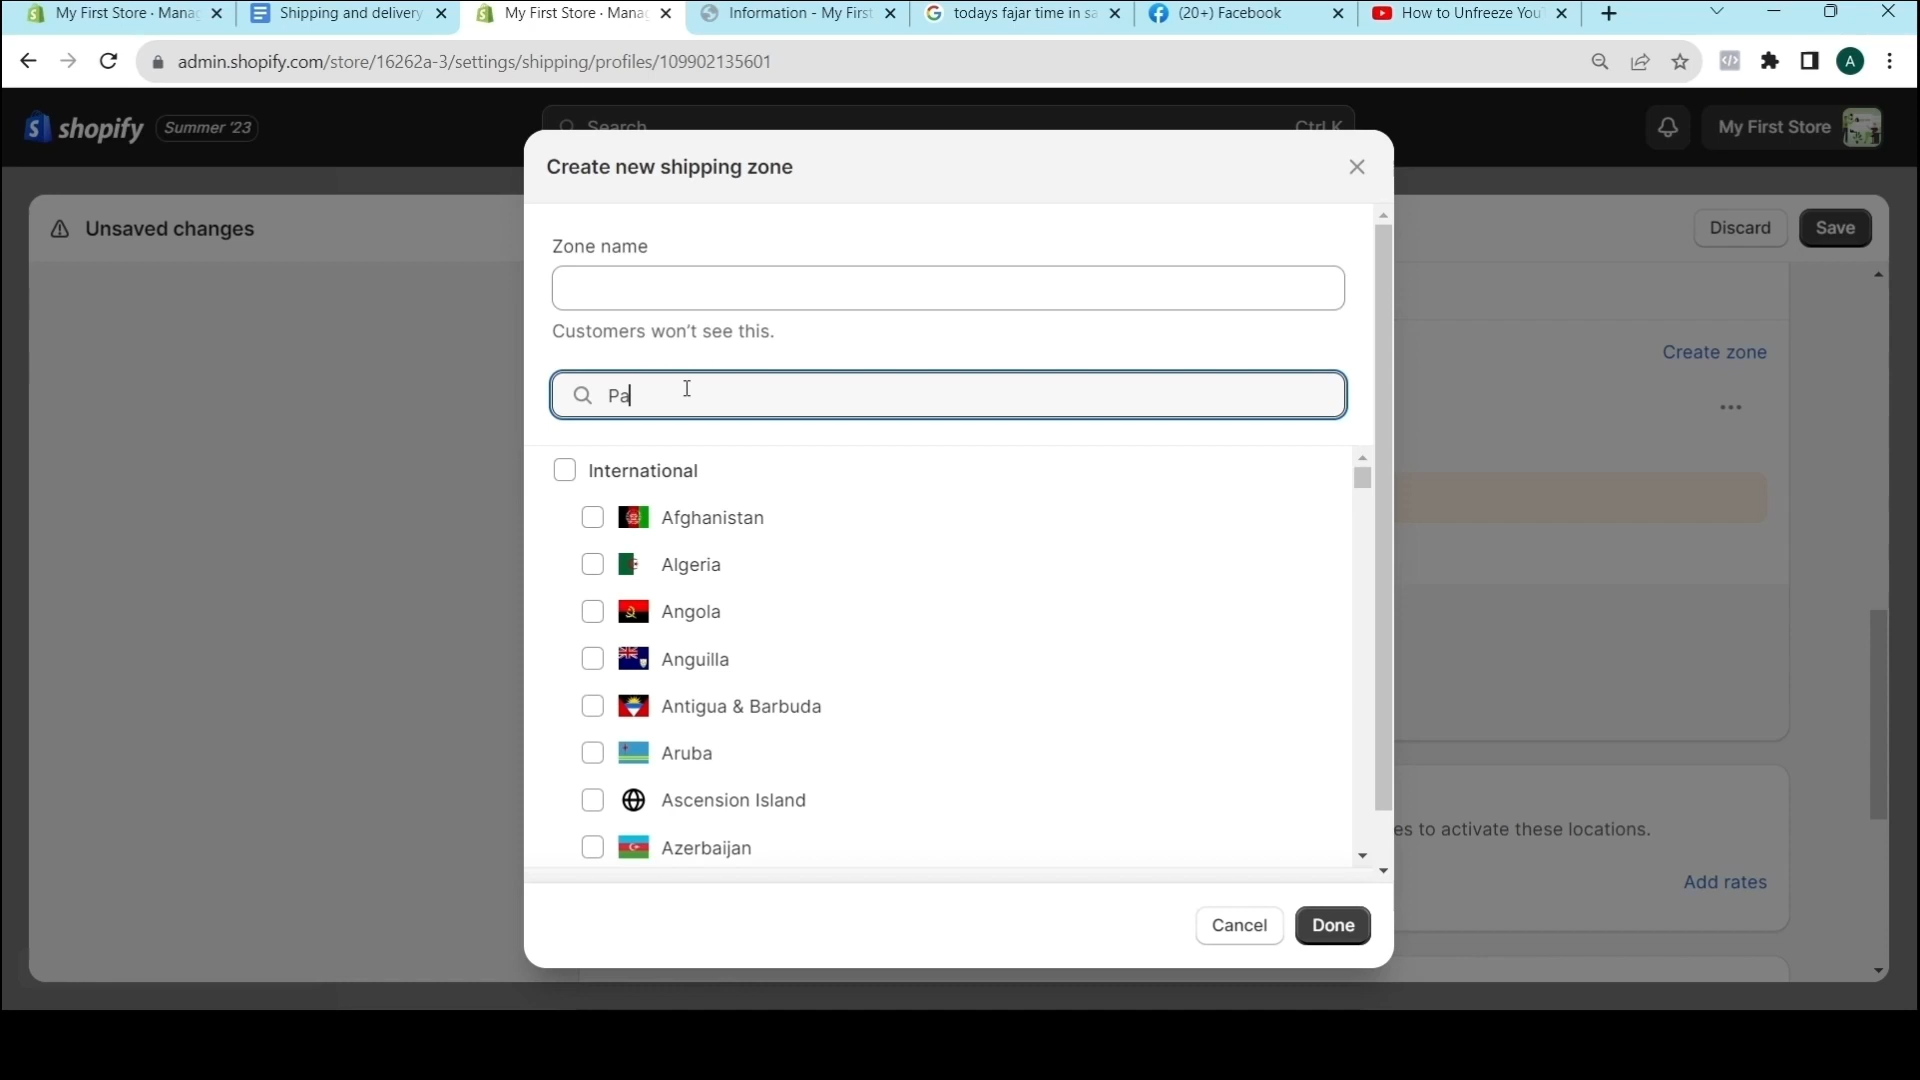 My First Store · Manag
Shipping and delivery
My First Store · Manag
Information - My First
todays fajar time in sa
(20+) Facebook
How to Unfreeze You
admin.shopify.com/store/16262a-3/settings/shipping/profiles/109902135601
A
shopify
Summer '23
Search
Ctrl K
My First Store
Unsaved changes
Discard
Save
Create new shipping zone
Zone name
Customers won't see this.
Create zone
Pa
International
Afghanistan
Algeria
Angola
Anguilla
Antigua & Barbuda
Aruba
Ascension Island
Azerbaijan
es to activate these locations.
Add rates
Cancel
Done